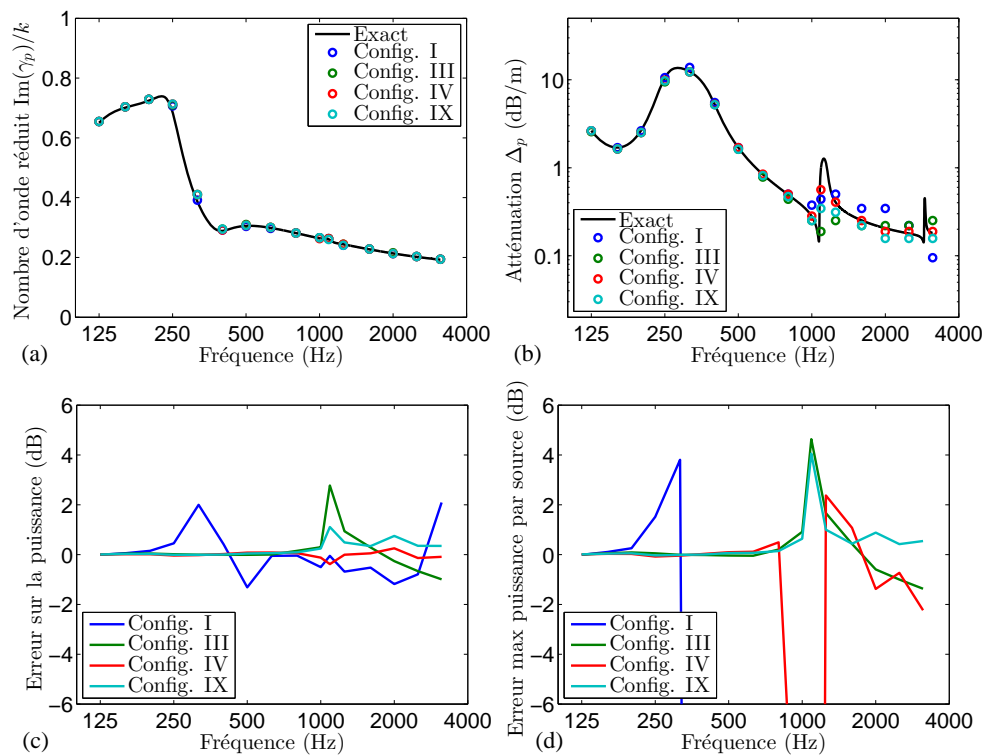 Nombre d'onde réduit Im(γp)/k
1
0.8
0.6
0.4
0.2
0
125 250 500 1000 2000 4000
Fréquence (Hz)
(a)
Exact
Config. I
Config. III
Config. IV
Config. IX
Atténuation Δp (dB/m)
10
1
0.1
125 250 500 1000 2000 4000
Fréquence (Hz)
(b)
Exact
Config. I
Config. III
Config. IV
Config. IX
Erreur sur la puissance (dB)
6
4
2
0
−2
−4
−6
125 250 500 1000 2000 4000
Fréquence (Hz)
(c)
Config. I
Config. III
Config. IV
Config. IX
Erreur max puissance par source (dB)
6
4
2
0
−2
−4
−6
125 250 500 1000 2000 4000
Fréquence (Hz)
(d)
Config. I
Config. III
Config. IV
Config. IX